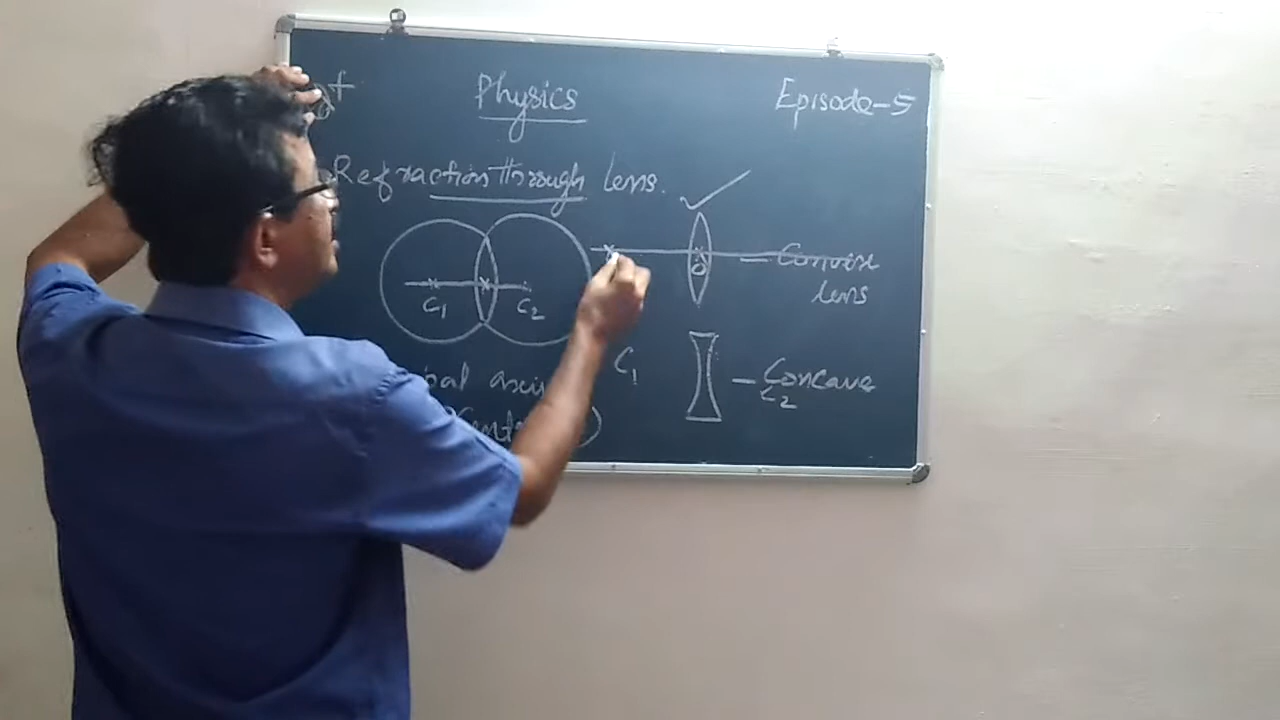 Physics
Episode-5
Refraction Through Lens.
C1
C2
O
— Convex
lens
C1
— Concave
C2